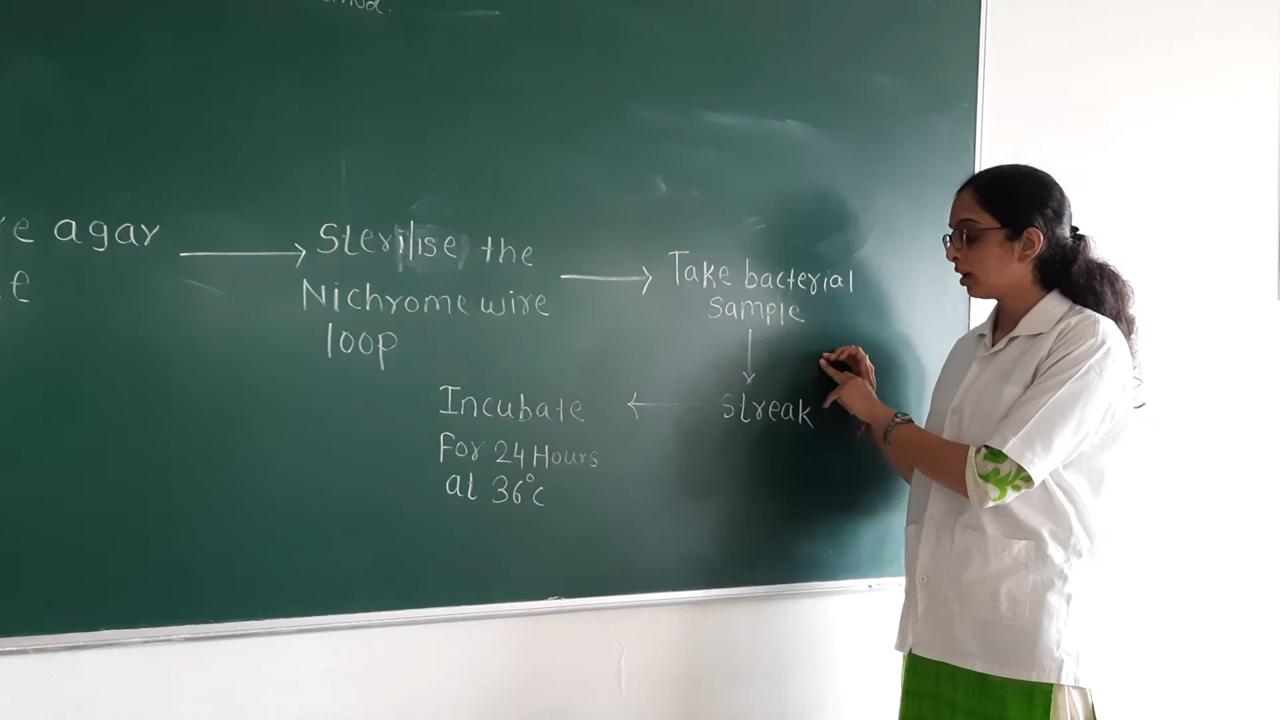 agar
Sterilise the
Nichrome wire
loop
Take bacterial
Sample
Streak
Incubate
For 24 Hours
at 36°c